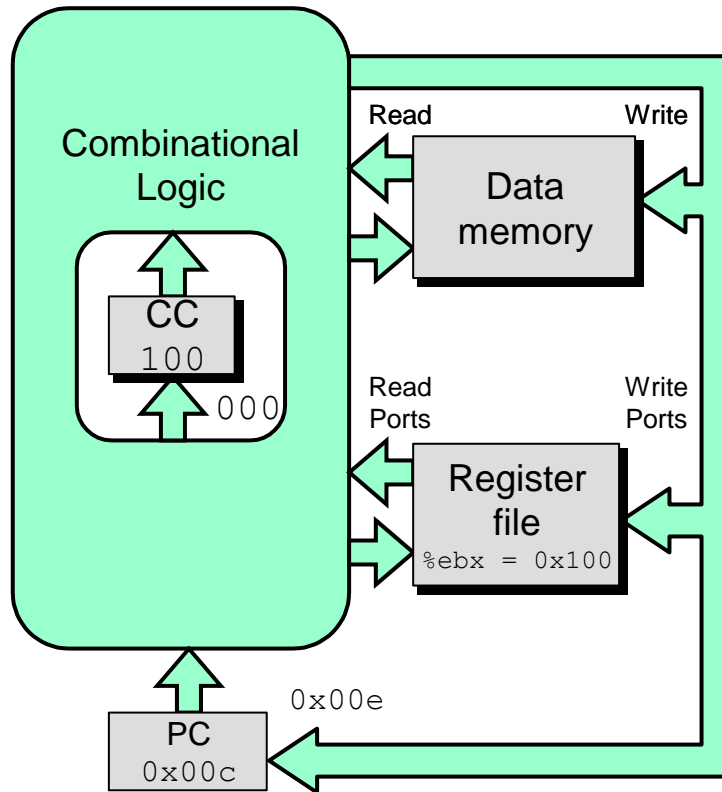 Read
Write
Combinational
Logic
Data
memory
CC
100
000
Read
Ports
Write
Ports
Register
file
%ebx = 0x100
0x00e
PC
0x00c